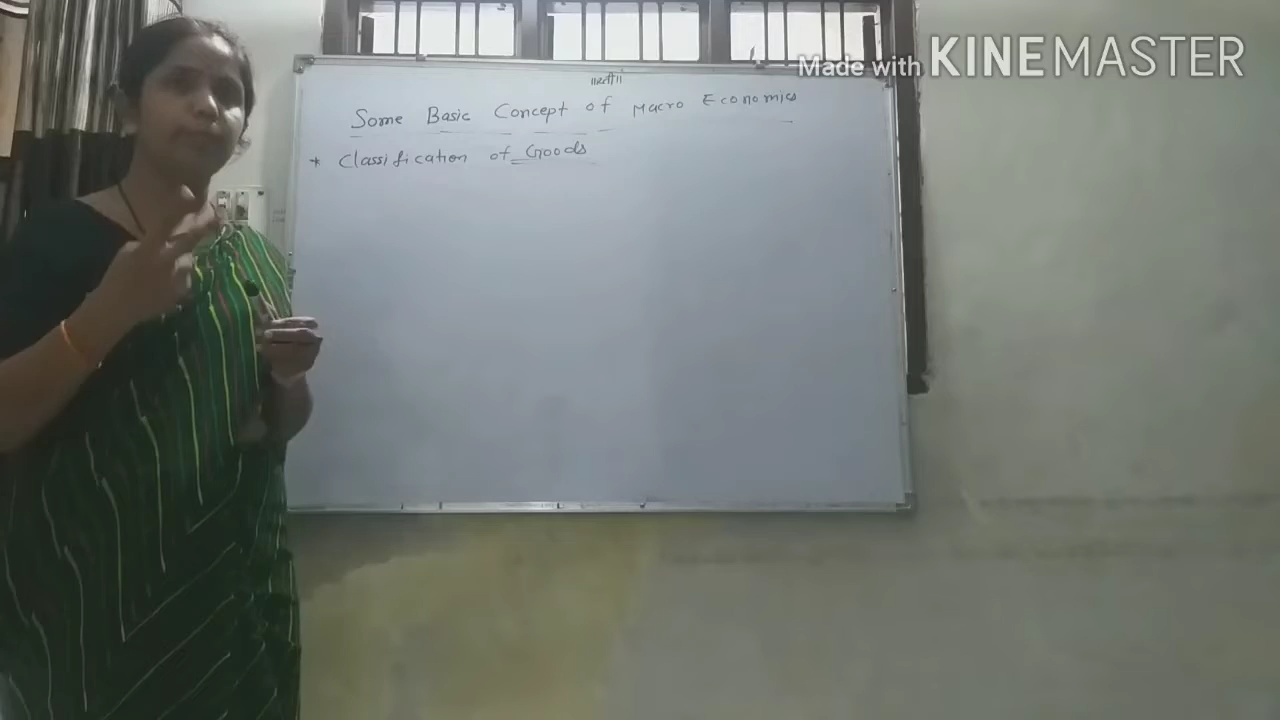 Made with KINEMASTER
Some Basic Concept of Macro Economics
* Classification of Goods